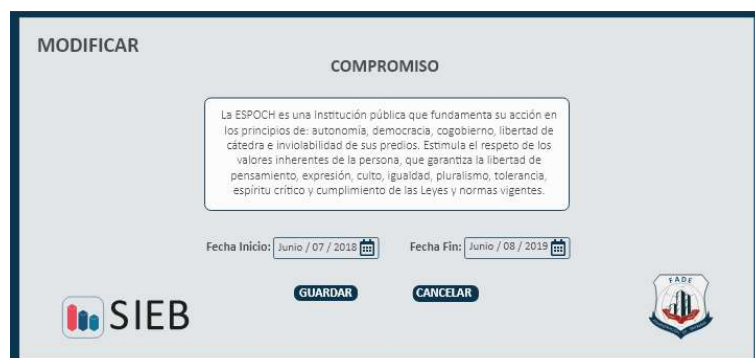 MODIFICAR
COMPROMISO
La ESPOCH es una Institución pública que fundamenta su acción en
los principios de: autonomía, democracia, cogobierno, libertad de
cátedra e inviolabilidad de sus predios. Estimula el respeto de los
valores inherentes de la persona, que garantiza la libertad de
pensamiento, expresión, culto, igualdad, pluralismo, tolerancia,
espíritu crítico y cumplimiento de las Leyes y normas vigentes.
Fecha Inicio: Junio / 07 / 2018 Fecha Fin: Junio / 08 / 2019
GUARDAR CANCELAR
SIEB
FADE